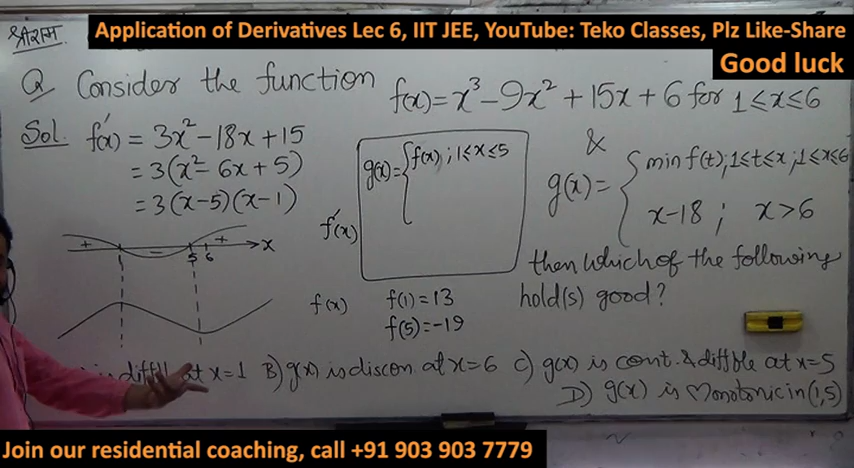 श्रीराम
Application of Derivatives Lec 6, IIT JEE, YouTube: Teko Classes, Plz Like-Share
Good luck
Q Consider the function f(x) = x³ - 9x² + 15x + 6 for 1≤x≤6
&
g(x) = { min f(t), 1≤t≤x ; 1≤x≤6
x-18 ; x>6
then which of the following
hold(s) good?
Sol. f'(x) = 3x² - 18x + 15
= 3(x² - 6x + 5)
= 3(x-5)(x-1)
g(x) = { f(x) ; 1≤x≤5
+ - 5 6 + x
f'(x)
f(x)
f(1) = 13
f(5) = -19
is diffble at x=1 B) g(x) is discon. at x=6 C) g(x) is cont. & diffble at x=5
D) g(x) is Monotonic in (1,5)
Join our residential coaching, call +91 903 903 7779